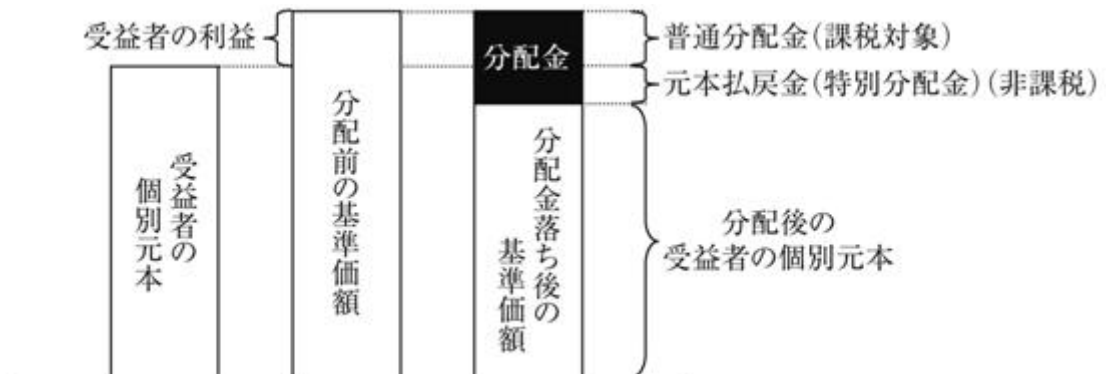 受益者の利益
分配金
普通分配金(課税対象)
元本払戻金(特別分配金)(非課税)
受益者の
個別元本
分配前の基準価額
分配金落ち後の
基準価額
分配後の
受益者の個別元本